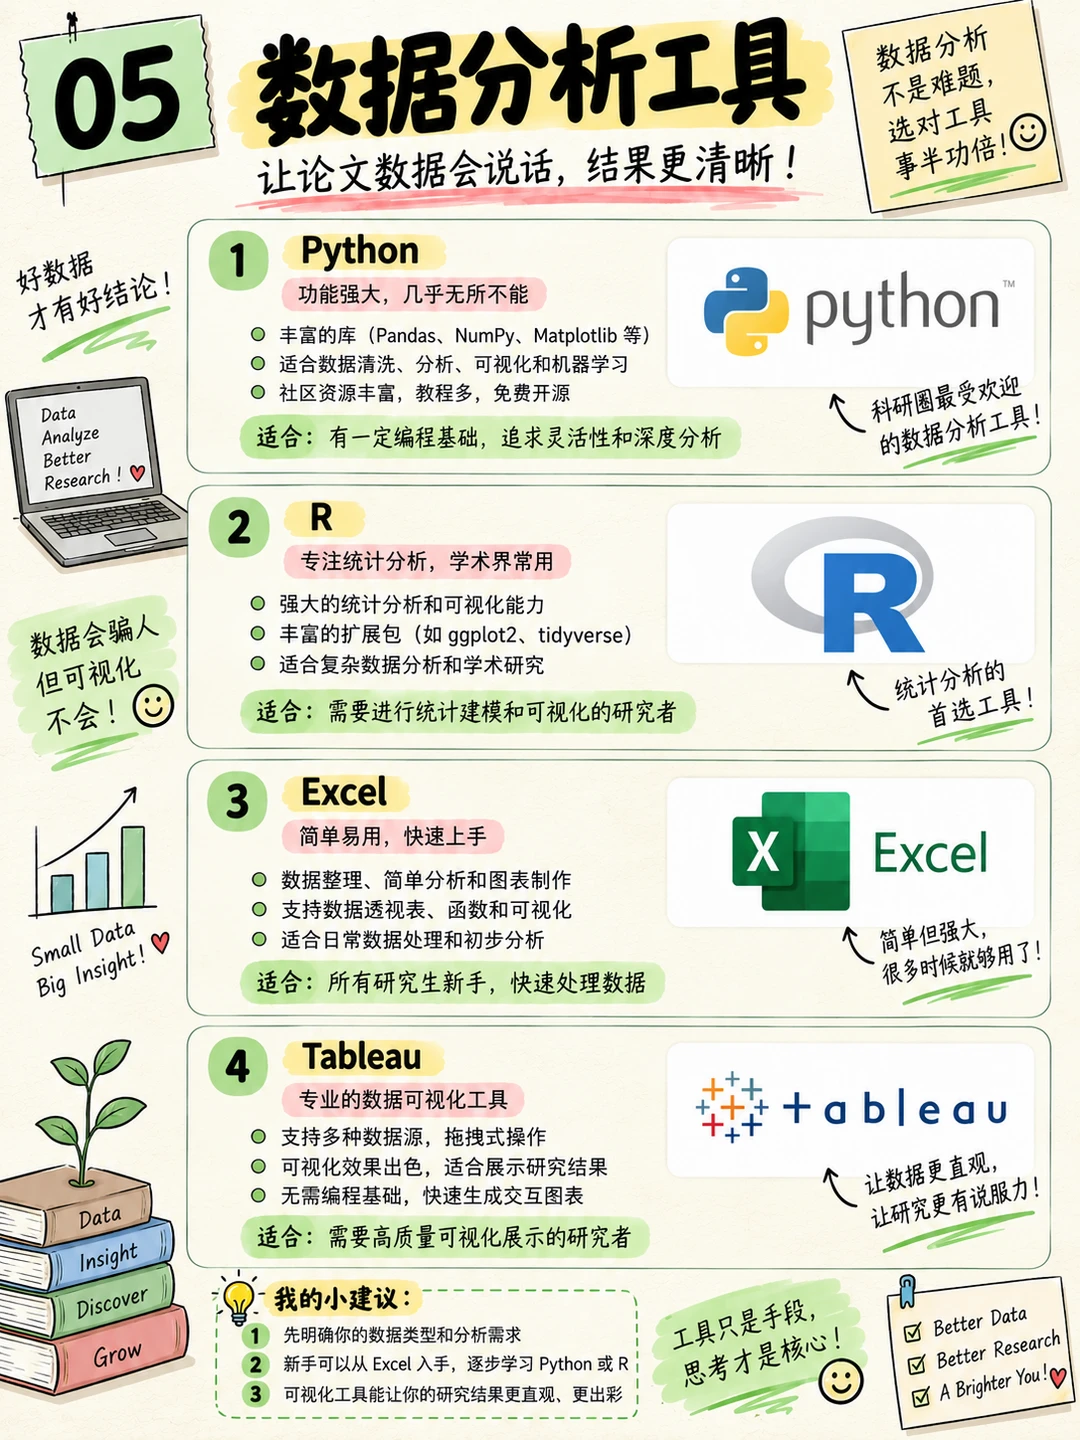 05
数据分析工具
让论文数据会说话，结果更清晰！
数据分析
不是难题，
选对工具
事半功倍！
好数据
才有好结论！
Data
Analyze
Better
Research !
数据会骗人
但可视化
不会！
Small Data
Big Insight!
Data
Insight
Discover
Grow
1
Python
功能强大，几乎无所不能
丰富的库（Pandas、NumPy、Matplotlib 等）
适合数据清洗、分析、可视化和机器学习
社区资源丰富，教程多，免费开源
适合：有一定编程基础，追求灵活性和深度分析
python™
科研圈最受欢迎
的数据分析工具！
2
R
专注统计分析，学术界常用
强大的统计分析和可视化能力
丰富的扩展包（如 ggplot2、tidyverse）
适合复杂数据分析和学术研究
适合：需要进行统计建模和可视化的研究者
R
统计分析的
首选工具！
3
Excel
简单易用，快速上手
数据整理、简单分析和图表制作
支持数据透视表、函数和可视化
适合日常数据处理和初步分析
适合：所有研究生新手，快速处理数据
X Excel
简单但强大，
很多时候就够用了！
4
Tableau
专业的数据可视化工具
支持多种数据源，拖拽式操作
可视化效果出色，适合展示研究结果
无需编程基础，快速生成交互图表
适合：需要高质量可视化展示的研究者
tableau
让数据更直观，
让研究更有说服力！
我的小建议：
1 先明确你的数据类型和分析需求
2 新手可以从 Excel 入手，逐步学习 Python 或 R
3 可视化工具能让你的研究结果更直观、更出彩
工具只是手段，
思考才是核心！
Better Data
Better Research
A Brighter You!